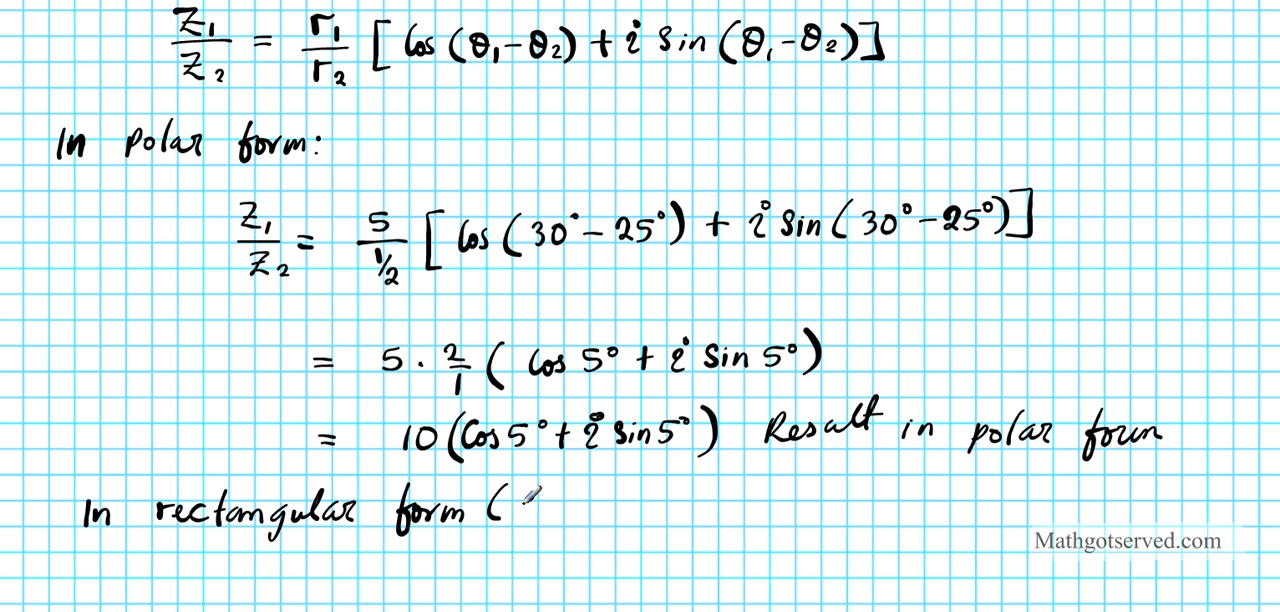 Z₁/Z₂ = r₁/r₂ [ Cos (θ₁-θ₂) + i sin (θ₁-θ₂)]
In polar form:
Z₁/Z₂ = 5/½ [ Cos (30° - 25°) + i sin (30° - 25°)]
= 5 · 2/1 ( Cos 5° + i sin 5°)
= 10 (Cos 5° + i sin 5°) Result in polar form
In rectangular form (
Mathgotserved.com